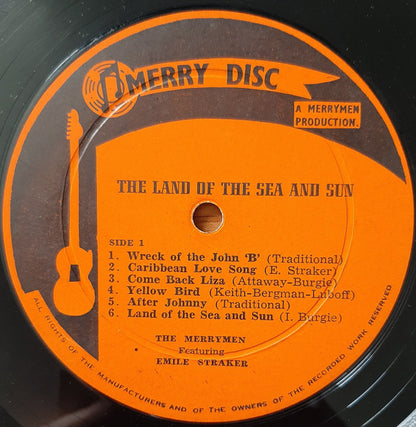 MERRY DISC
A MERRYMEN
PRODUCTION.
THE LAND OF THE SEA AND SUN
SIDE 1
1. Wreck of the John 'B' (Traditional)
2. Caribbean Love Song (E. Straker)
3. Come Back Liza (Attaway-Burgie)
4. Yellow Bird (Keith-Bergman-Luboff)
5. After Johnny (Traditional)
6. Land of the Sea and Sun (I. Burgie)
THE MERRYMEN
Featuring
EMILE STRAKER
ALL RIGHTS OF THE MANUFACTURERS AND OF THE OWNERS OF THE RECORDED WORK RESERVED